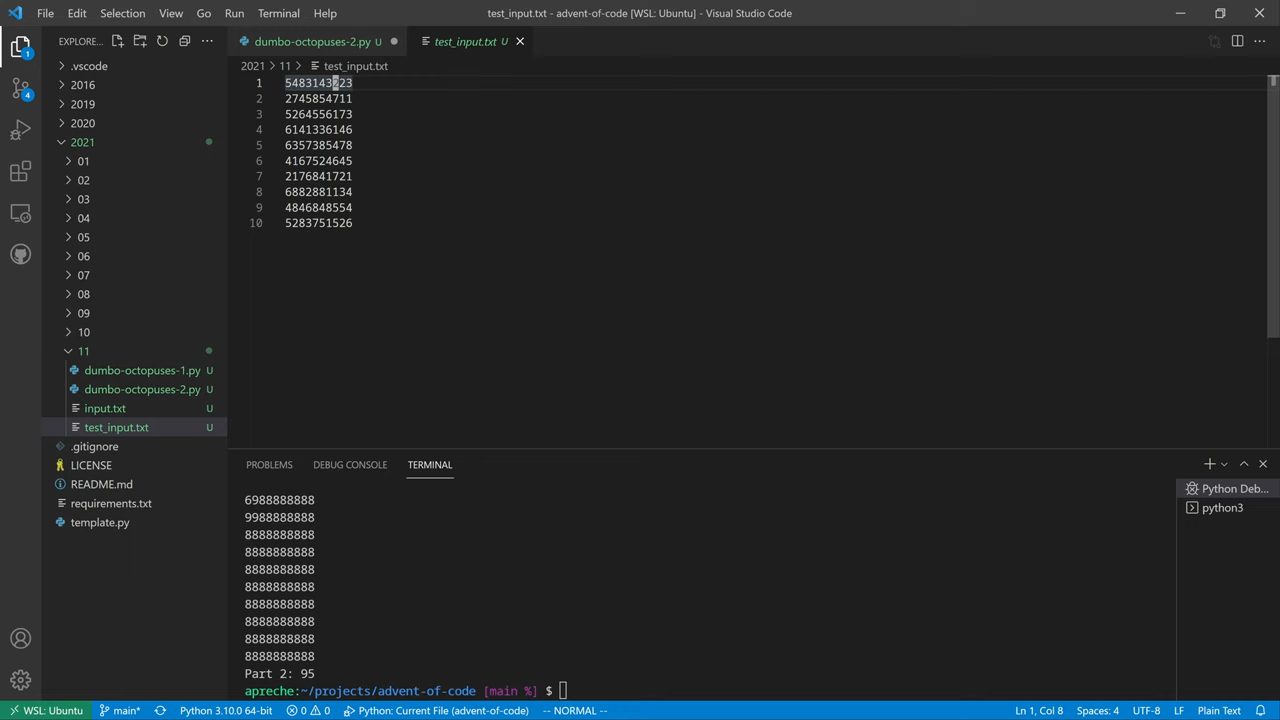 File Edit Selection View Go Run Terminal Help
test_input.txt - advent-of-code [WSL: Ubuntu] - Visual Studio Code
EXPLORE...
dumbo-octopuses-2.py U
test_input.txt U
2021 > 11 > test_input.txt
1
4
.vscode
2016
2019
2020
2021
01
02
03
04
05
06
07
08
09
10
11
dumbo-octopuses-1.py U
dumbo-octopuses-2.py U
input.txt U
test_input.txt U
.gitignore
LICENSE
README.md
requirements.txt
template.py
1 5483143223
2 2745854711
3 5264556173
4 6141336146
5 6357385478
6 4167524645
7 2176841721
8 6882881134
9 4846848554
10 5283751526
PROBLEMS DEBUG CONSOLE TERMINAL
Python Deb...
python3
6988888888
9988888888
8888888888
8888888888
8888888888
8888888888
8888888888
8888888888
8888888888
8888888888
Part 2: 95
apreche:~/projects/advent-of-code [main %] $
WSL: Ubuntu main* Python 3.10.0 64-bit 0 0 Python: Current File (advent-of-code) -- NORMAL -- Ln 1, Col 8 Spaces: 4 UTF-8 LF Plain Text